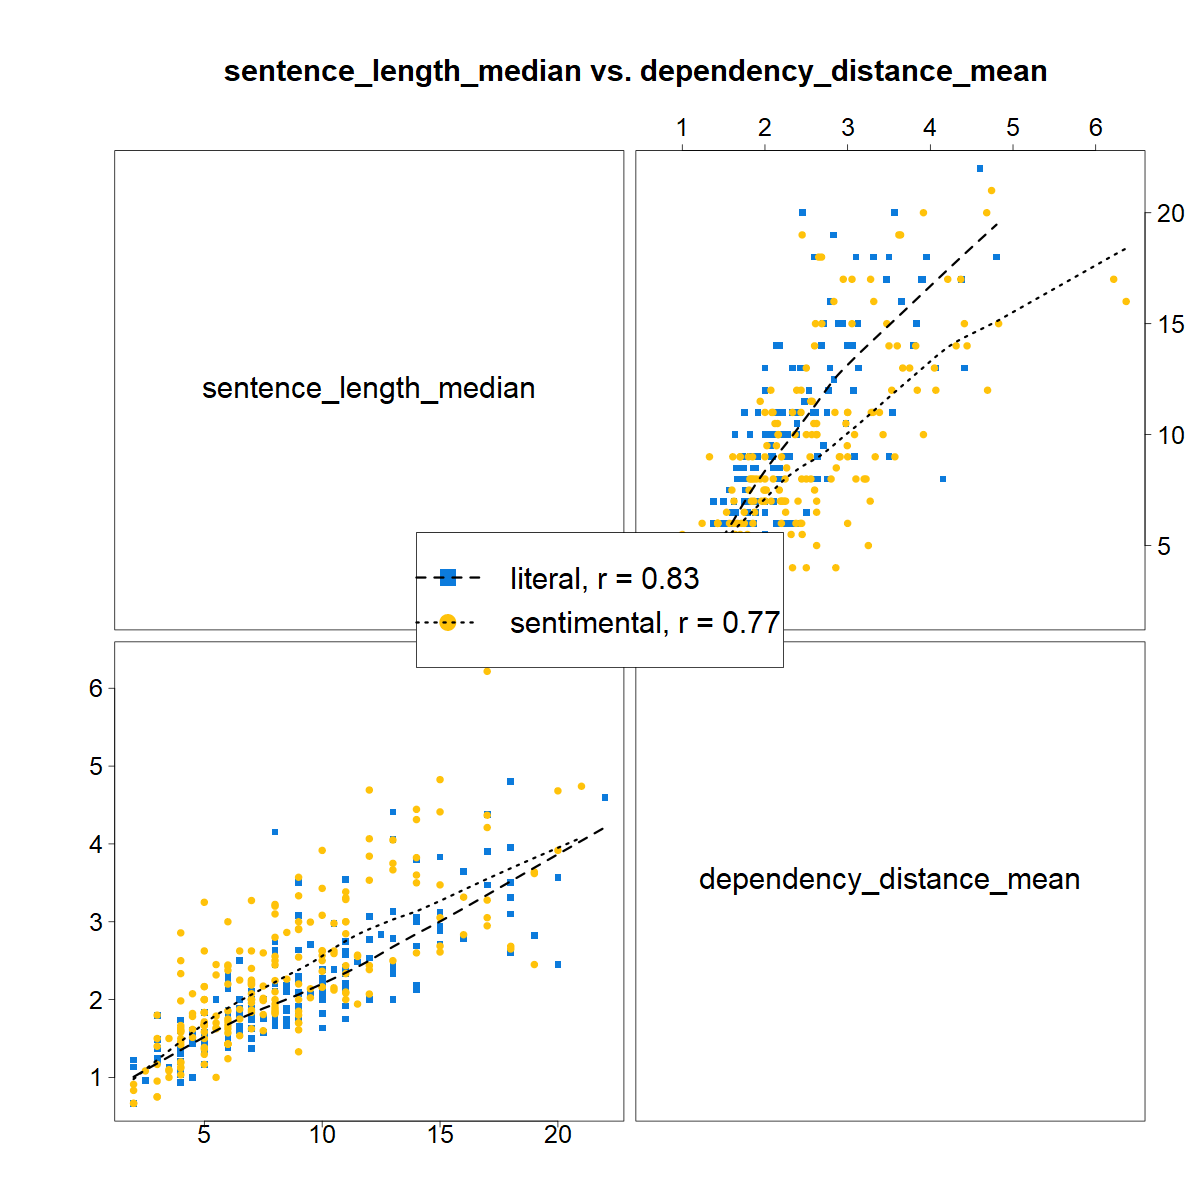 sentence_length_median vs. dependency_distance_mean
1 2 3 4 5 6
sentence_length_median
20
15
10
5
literal, r = 0.83
sentimental, r = 0.77
6
5
4
3
2
1
dependency_distance_mean
5 10 15 20